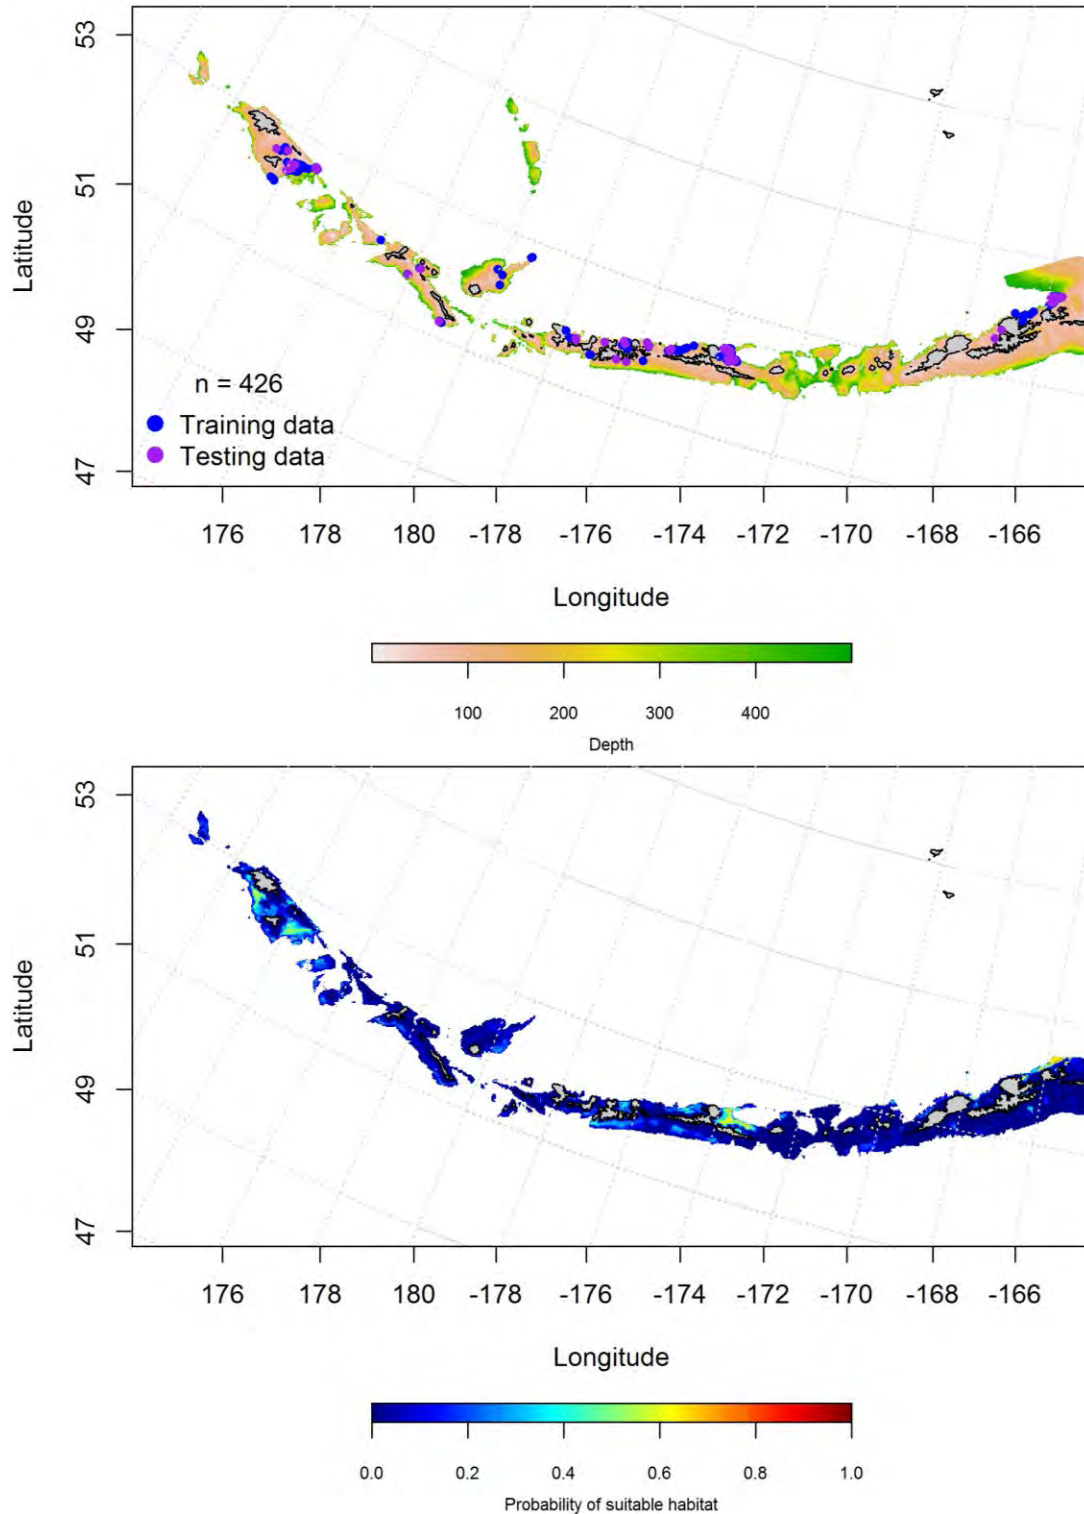 53
51
49
47
Latitude
n = 426
Training data
Testing data
176 178 180 -178 -176 -174 -172 -170 -168 -166
Longitude
100 200 300 400
Depth
53
51
49
47
Latitude
176 178 180 -178 -176 -174 -172 -170 -168 -166
Longitude
0.0 0.2 0.4 0.6 0.8 1.0
Probability of suitable habitat